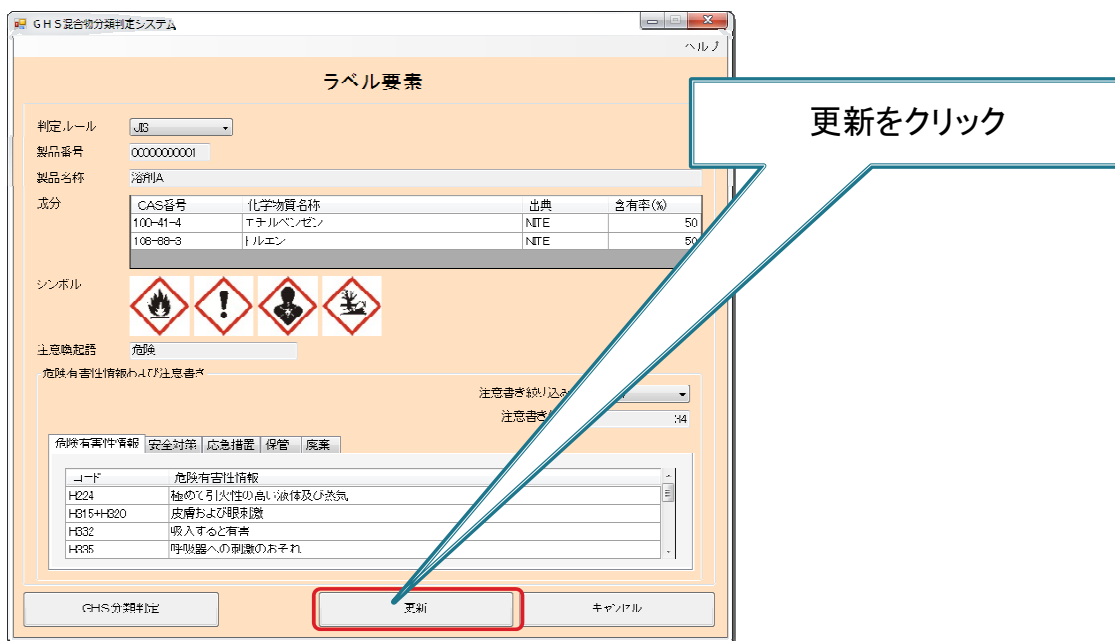 GHS混合物分類判定システム
ヘルプ
ラベル要素
更新をクリック
判定ルール JIS
製品番号 00000000001
製品名称 溶剤A
成分 CAS番号 化学物質名称 出典 含有率(%)
100-41-4 エチルベンゼン NITE 50
108-88-3 トルエン NITE 50
シンボル
注意喚起語 危険
危険有害性情報および注意書き
注意書き絞り込み
注意書き
34
危険有害性情報 安全対策 応急措置 保管 廃棄
コード 危険有害性情報
H224 極めて引火性の高い液体及び蒸気
H315+H320 皮膚および眼刺激
H332 吸入すると有害
H335 呼吸器への刺激のおそれ
GHS分類判定 更新 キャンセル